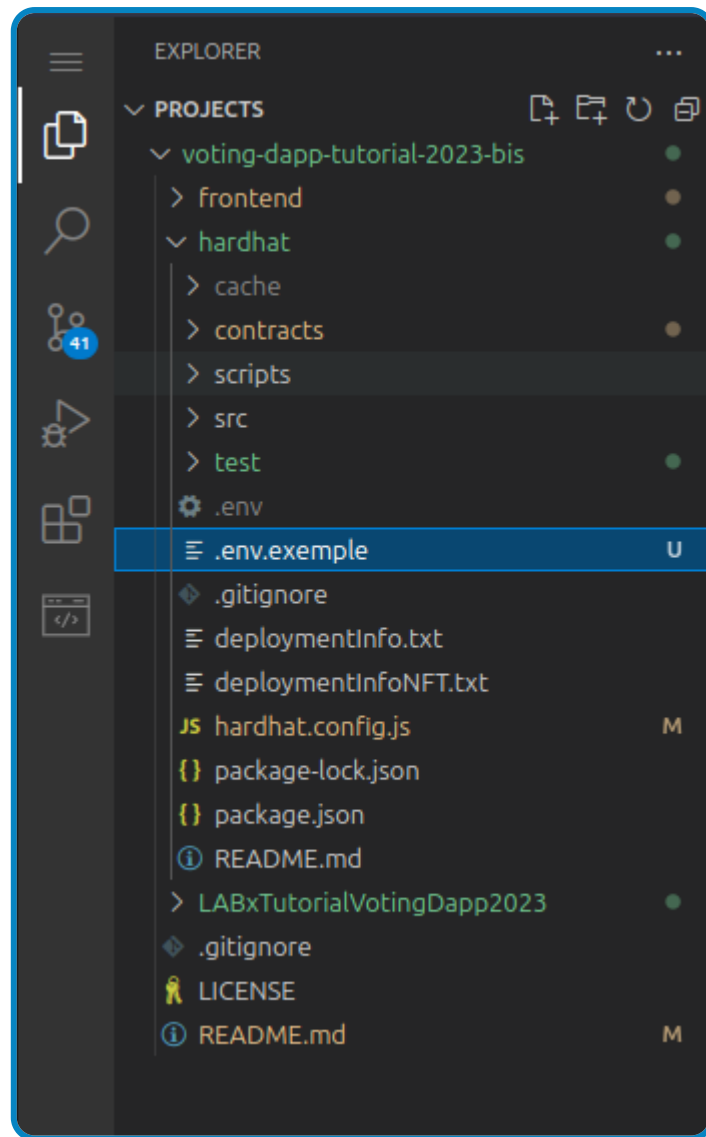 EXPLORER
PROJECTS
voting-dapp-tutorial-2023-bis
frontend
hardhat
cache
41
contracts
scripts
src
test
.env
.env.exemple U
.gitignore
deploymentInfo.txt
deploymentInfoNFT.txt
JS hardhat.config.js M
{} package-lock.json
{} package.json
README.md
LABxTutorialVotingDapp2023
.gitignore
LICENSE
README.md M